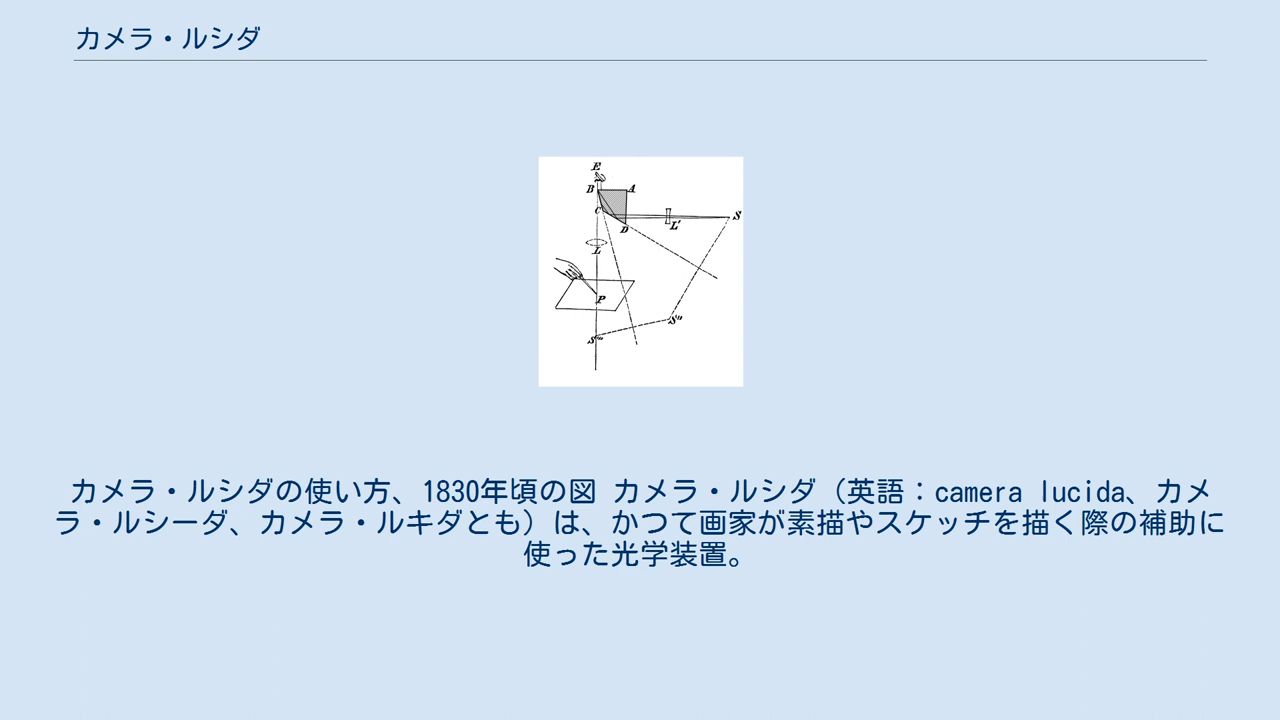 カメラ・ルシダ
E
B
A
C
D
L'
S
L
P
S''
S'''
カメラ・ルシダの使い方、1830年頃の図 カメラ・ルシダ（英語：camera lucida、カメ
ラ・ルシーダ、カメラ・ルキダとも）は、かつて画家が素描やスケッチを描く際の補助に
使った光学装置。